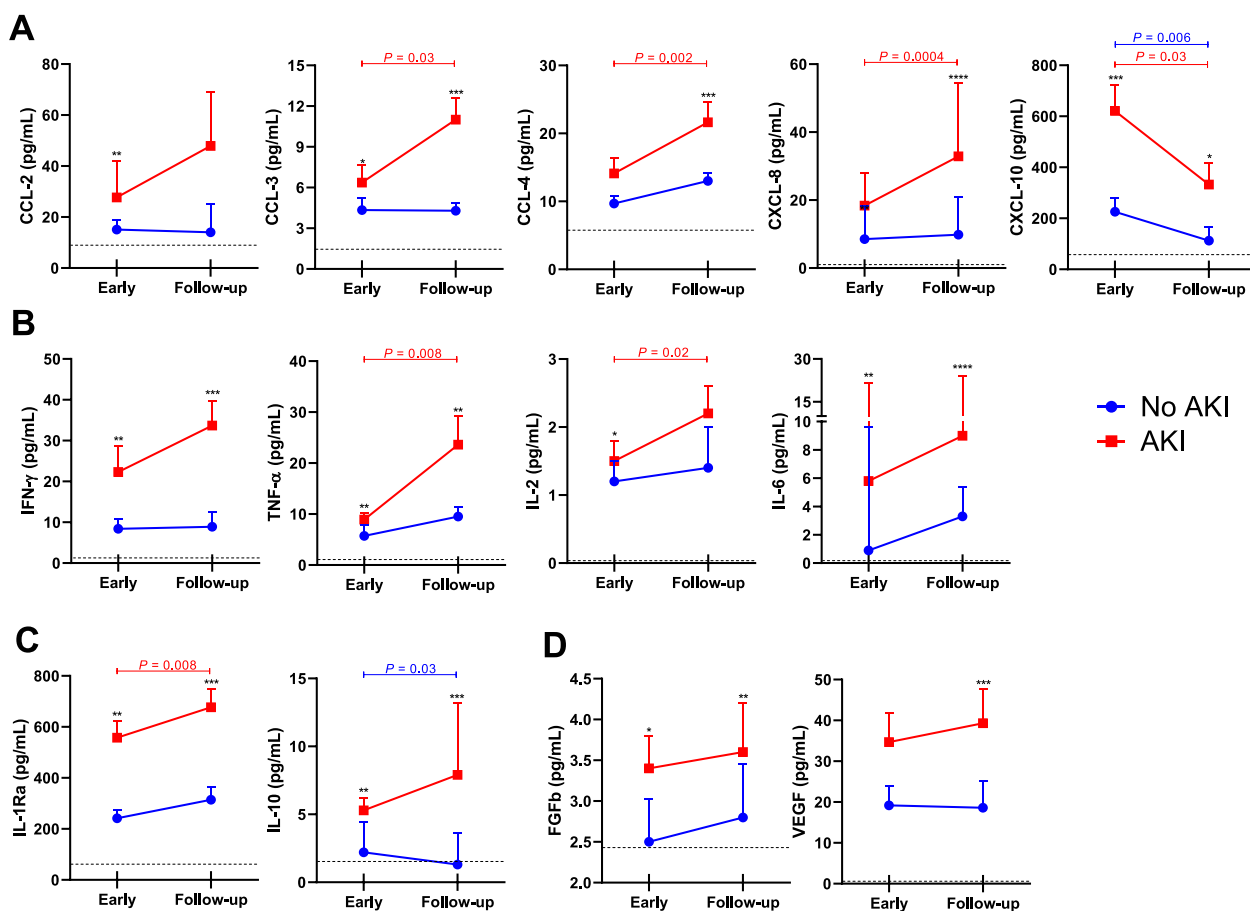 A
CCL-2 (pg/mL)
80
60
40
20
0
**
Early Follow-up
CCL-3 (pg/mL)
15
12
9
6
3
0
P = 0.03
*
***
Early Follow-up
CCL-4 (pg/mL)
30
20
10
0
P = 0.002
***
Early Follow-up
CXCL-8 (pg/mL)
60
40
20
0
P = 0.0004
****
Early Follow-up
CXCL-10 (pg/mL)
800
600
400
200
0
P = 0.006
P = 0.03
***
*
Early Follow-up
B
IFN-γ (pg/mL)
50
40
30
20
10
0
**
***
Early Follow-up
TNF-α (pg/mL)
40
30
20
10
0
P = 0.008
**
**
Early Follow-up
IL-2 (pg/mL)
3
2
1
0
P = 0.02
*
Early Follow-up
IL-6 (pg/mL)
30
15
10
8
6
4
2
0
**
****
Early Follow-up
No AKI
AKI
C
IL-1Ra (pg/mL)
800
600
400
200
0
P = 0.008
**
***
Early Follow-up
IL-10 (pg/mL)
15
10
5
0
P = 0.03
**
***
Early Follow-up
D
FGFb (pg/mL)
4.5
4.0
3.5
3.0
2.5
2.0
*
**
Early Follow-up
VEGF (pg/mL)
50
40
30
20
10
0
***
Early Follow-up